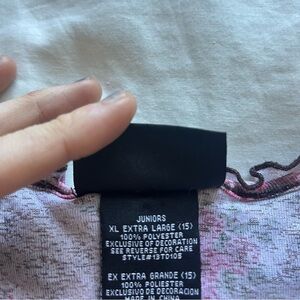 JUNIORS
XL EXTRA LARGE (15)
100% POLYESTER
EXCLUSIVE OF DECORATION
SEE REVERSE FOR CARE
STYLE#13TD105
EX EXTRA GRANDE (15)
100% POLIESTER
EXCLUSIVO DE DECORACION
MADE IN CHINA